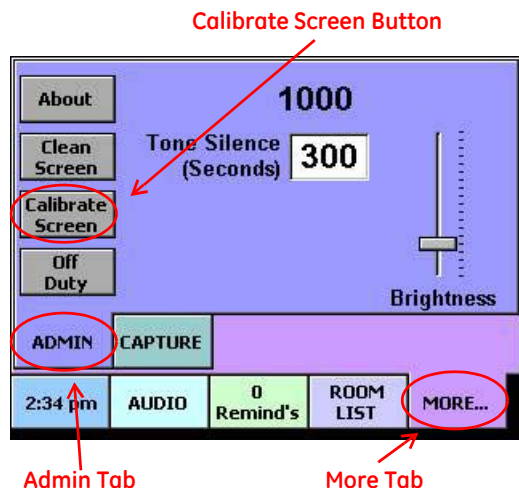 Calibrate Screen Button
About
1000
Clean
Screen
Tone Silence
(Seconds)
300
Calibrate
Screen
Off
Duty
Brightness
ADMIN
CAPTURE
2:34 pm
AUDIO
0
Remind's
ROOM
LIST
MORE...
Admin Tab
More Tab